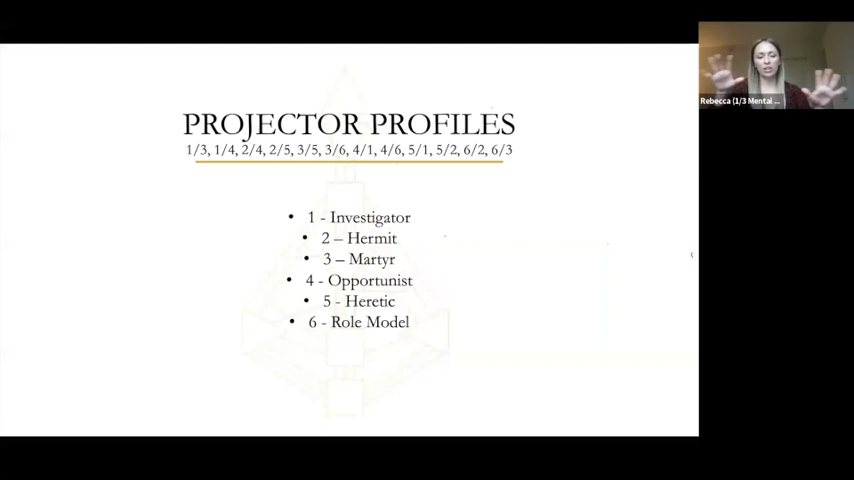 PROJECTOR PROFILES
1/3, 1/4, 2/4, 2/5, 3/5, 3/6, 4/1, 4/6, 5/1, 5/2, 6/2, 6/3
• 1 - Investigator
• 2 – Hermit
• 3 – Martyr
• 4 - Opportunist
• 5 - Heretic
• 6 - Role Model
Rebecca (1/3 Mental ...